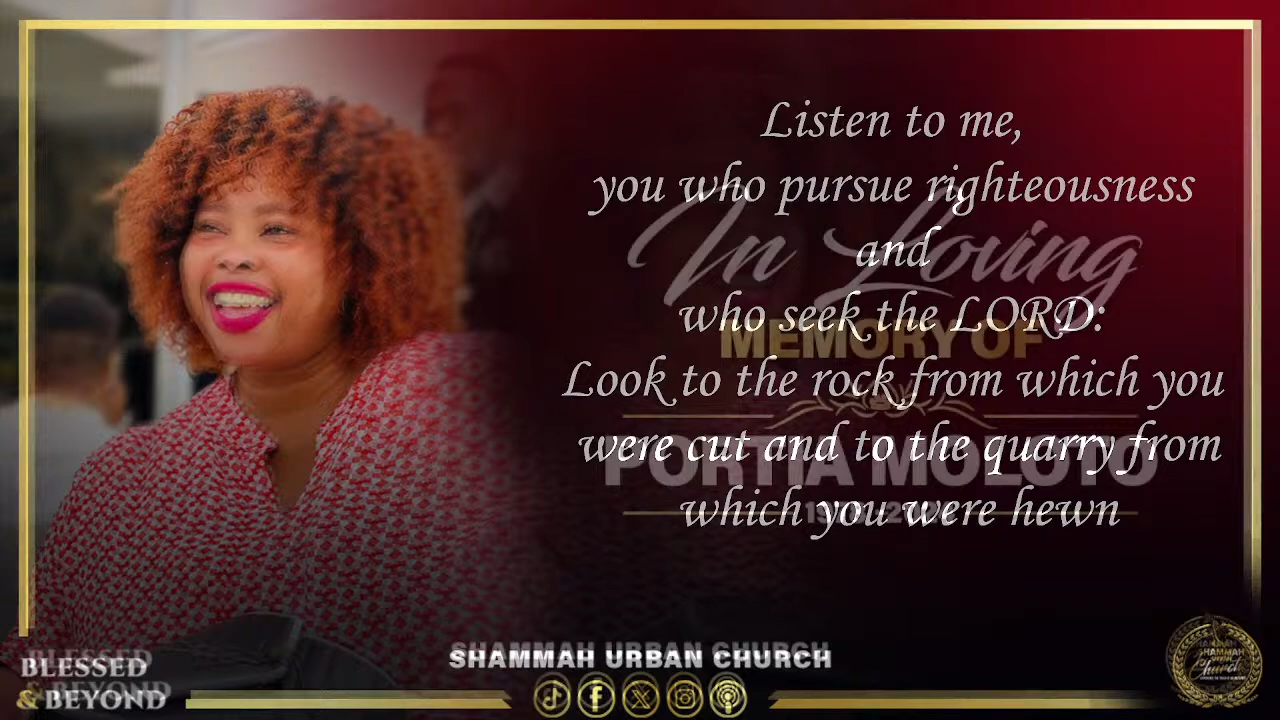 Listen to me,
you who pursue righteousness
and
who seek the LORD:
Look to the rock from which you
were cut and to the quarry from
which you were hewn
In Loving
MEMORY OF
PORTIA MOLOTO
SHAMMAH URBAN CHURCH
BLESSED
& BEYOND
SHAMMAH
Church